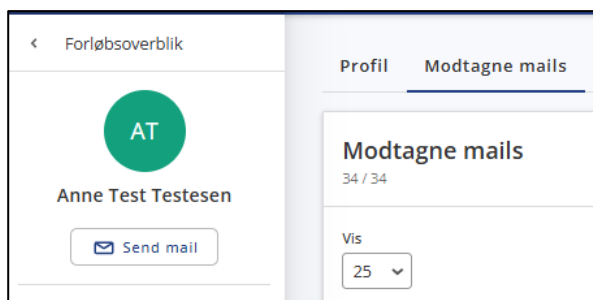 Forløbsoverblik
AT
Anne Test Testesen
Send mail
Profil
Modtagne mails
Modtagne mails
34 / 34
Vis
25